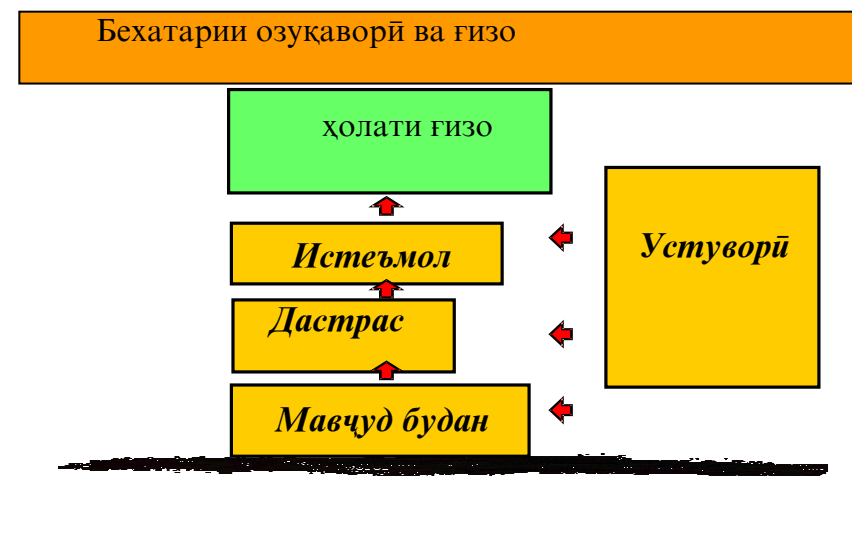 Бехатарии озуқаворӣ ва ғизо
ҳолати ғизо
Истеъмол
Устуворӣ
Дастрас
Мавҷуд будан